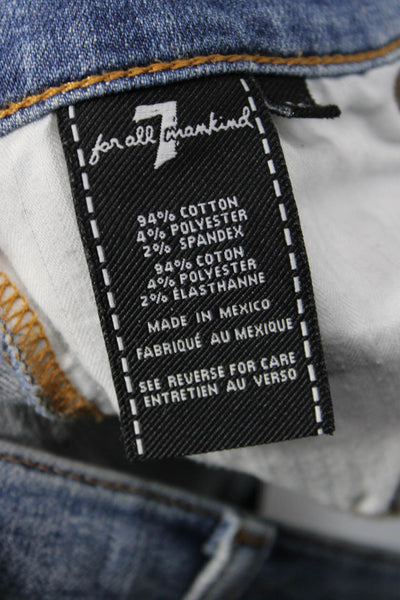 for all 7 mankind
94% COTTON
4% POLYESTER
2% SPANDEX
94% COTON
4% POLYESTER
2% ELASTHANNE
MADE IN MEXICO
FABRIQUÉ AU MEXIQUE
SEE REVERSE FOR CARE
ENTRETIEN AU VERSO